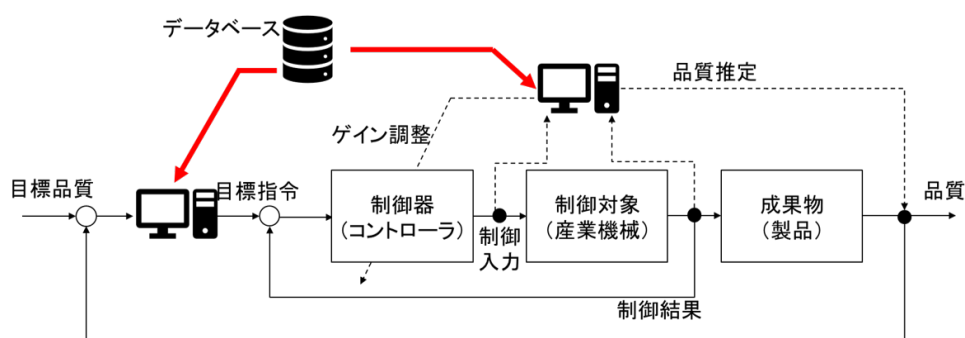 データベース
品質推定
ゲイン調整
目標品質
目標指令
制御器
（コントローラ）
制御
入力
制御対象
（産業機械）
成果物
（製品）
品質
制御結果